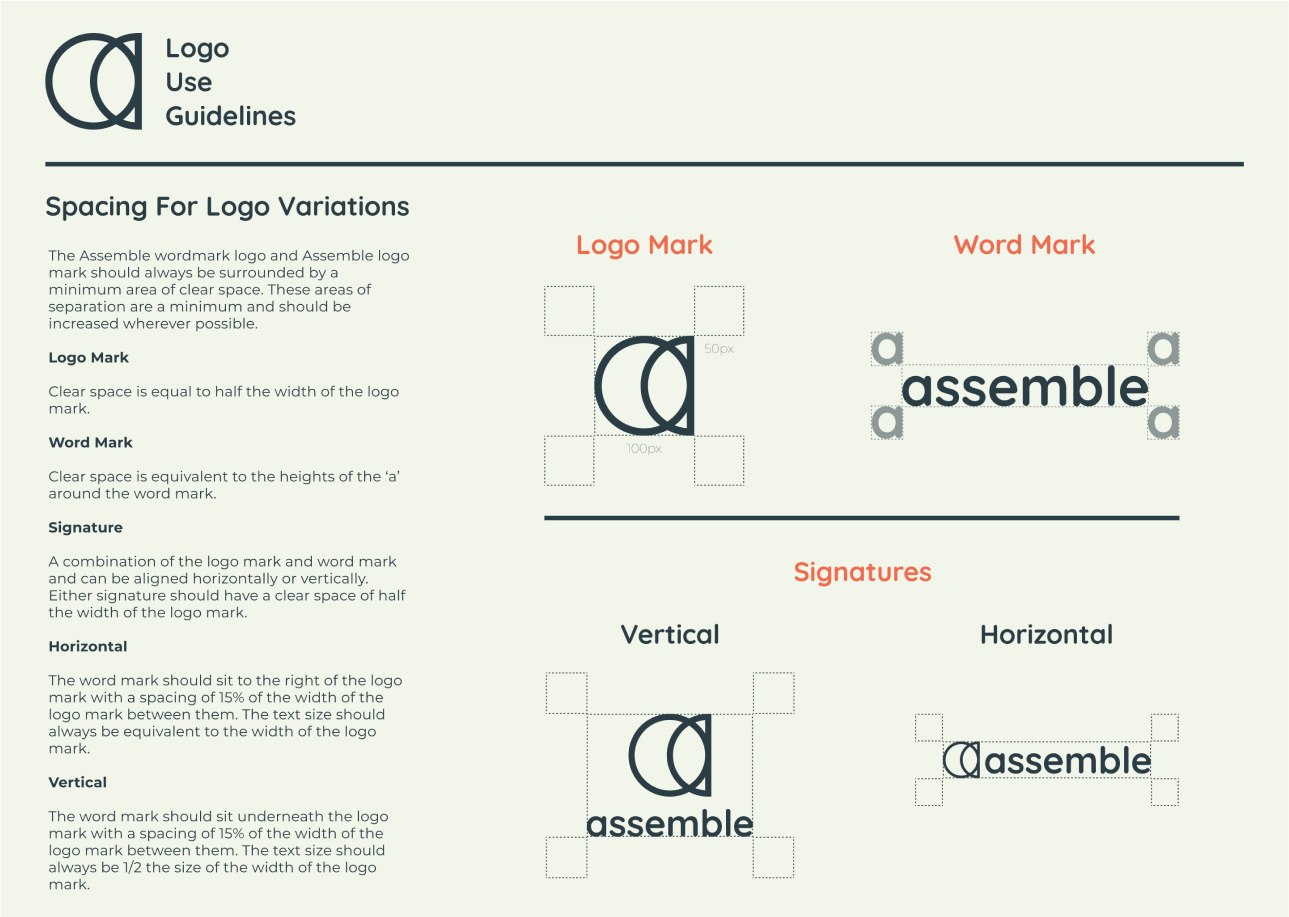 Logo
Use
Guidelines
Spacing For Logo Variations
The Assemble wordmark logo and Assemble logo
mark should always be surrounded by a
minimum area of clear space. These areas of
separation are a minimum and should be
increased wherever possible.
Logo Mark
Clear space is equal to half the width of the logo
mark.
Word Mark
Clear space is equivalent to the heights of the ‘a’
around the word mark.
Signature
A combination of the logo mark and word mark
and can be aligned horizontally or vertically.
Either signature should have a clear space of half
the width of the logo mark.
Horizontal
The word mark should sit to the right of the logo
mark with a spacing of 15% of the width of the
logo mark between them. The text size should
always be equivalent to the width of the logo
mark.
Vertical
The word mark should sit underneath the logo
mark with a spacing of 15% of the width of the
logo mark between them. The text size should
always be 1/2 the size of the width of the logo
mark.
Logo Mark
50px
100px
Word Mark
a a
assemble
a a
Signatures
Vertical
assemble
Horizontal
assemble